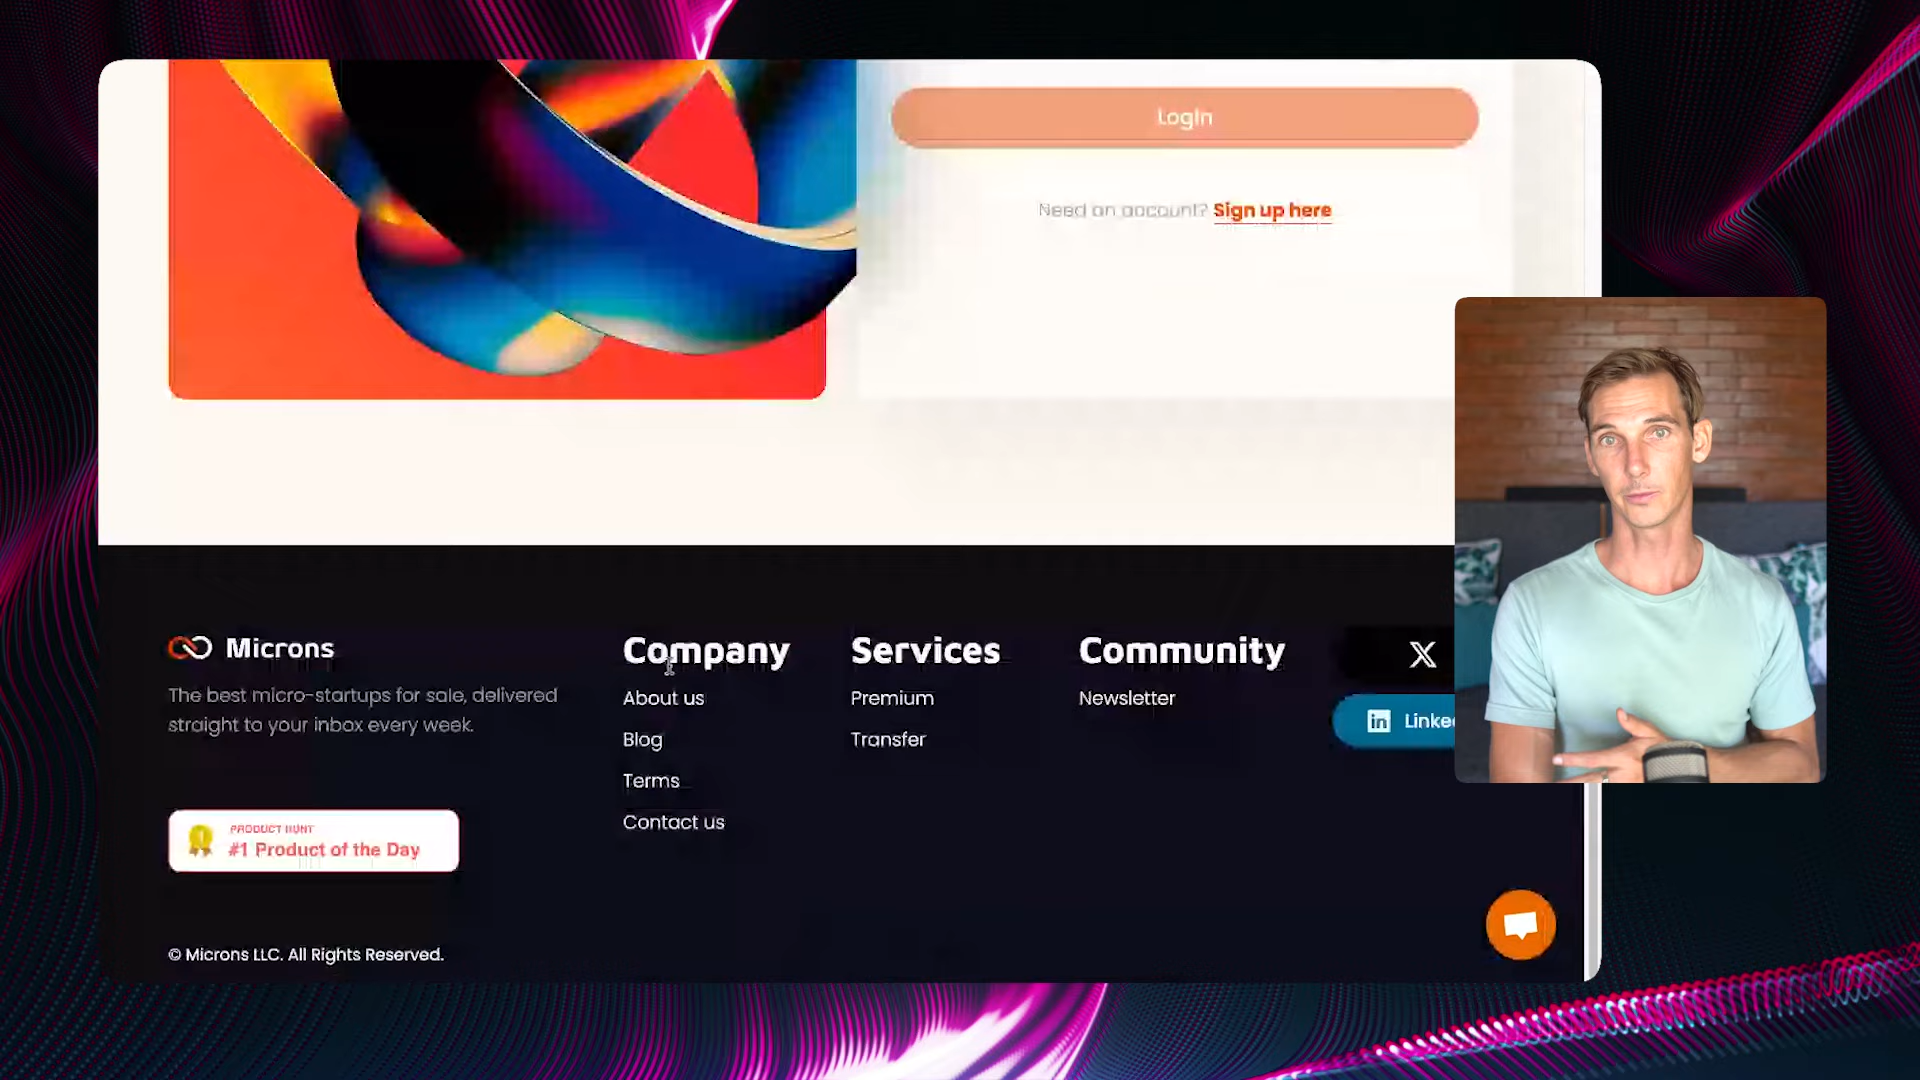 Login
Need an account? Sign up here
Microns
The best micro-startups for sale, delivered
straight to your inbox every week.
PRODUCT HUNT
#1 Product of the Day
© Microns LLC. All Rights Reserved.
Company
About us
Blog
Terms
Contact us
Services
Premium
Transfer
Community
Newsletter
X
in